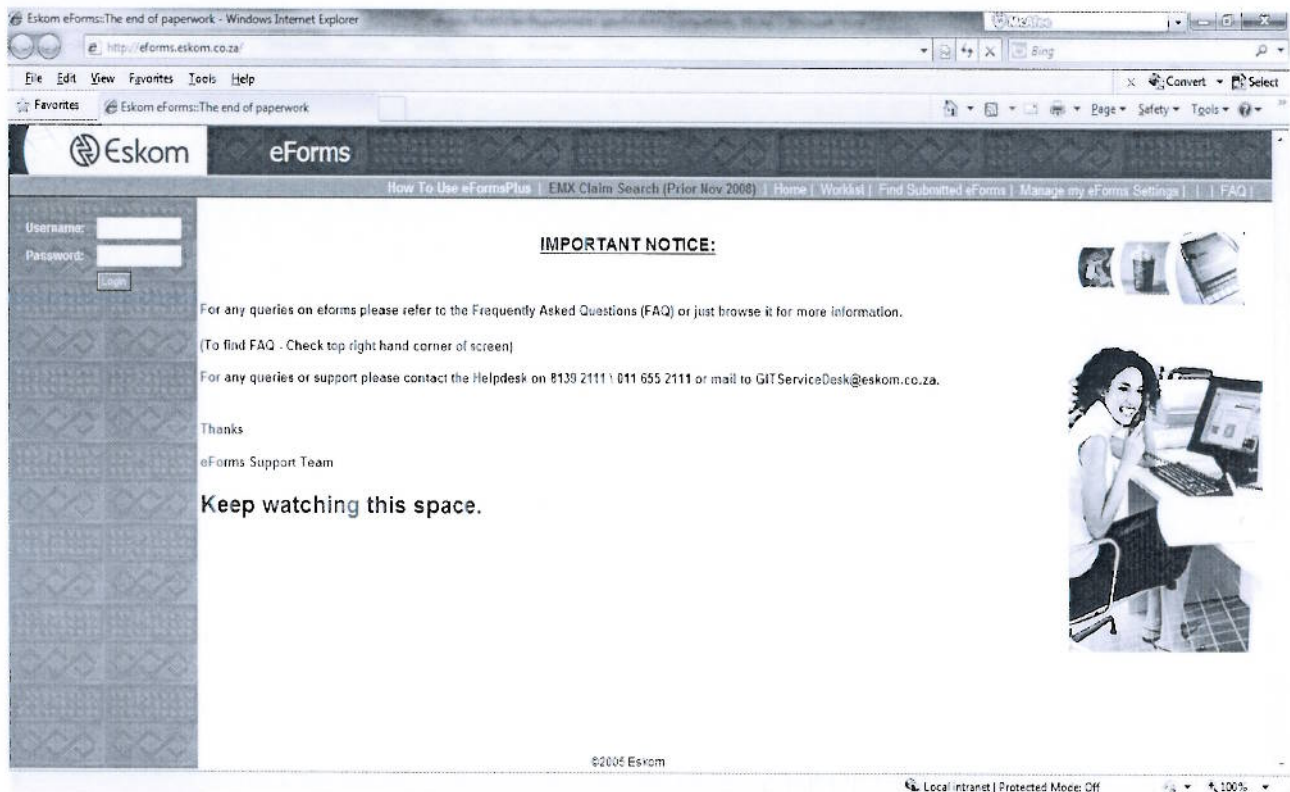 Eskom eForms::The end of paperwork - Windows Internet Explorer
McAfee
http://eforms.eskom.co.za/
Bing
File Edit View Favorites Tools Help
Convert Select
Favorites Eskom eForms::The end of paperwork
Page Safety Tools
Eskom eForms
How To Use eFormsPlus | EMX Claim Search (Prior Nov 2008) | Home | Worklist | Find Submitted eForms | Manage my eForms Settings | | | FAQ |
Username:
Password:
Login
IMPORTANT NOTICE:
For any queries on eforms please refer to the Frequently Asked Questions (FAQ) or just browse it for more information.
(To find FAQ - Check top right hand corner of screen)
For any queries or support please contact the Helpdesk on 8139 2111 \ 011 655 2111 or mail to GITServiceDesk@eskom.co.za.
Thanks
eForms Support Team
Keep watching this space.
©2005 Eskom
Local intranet | Protected Mode: Off 100%